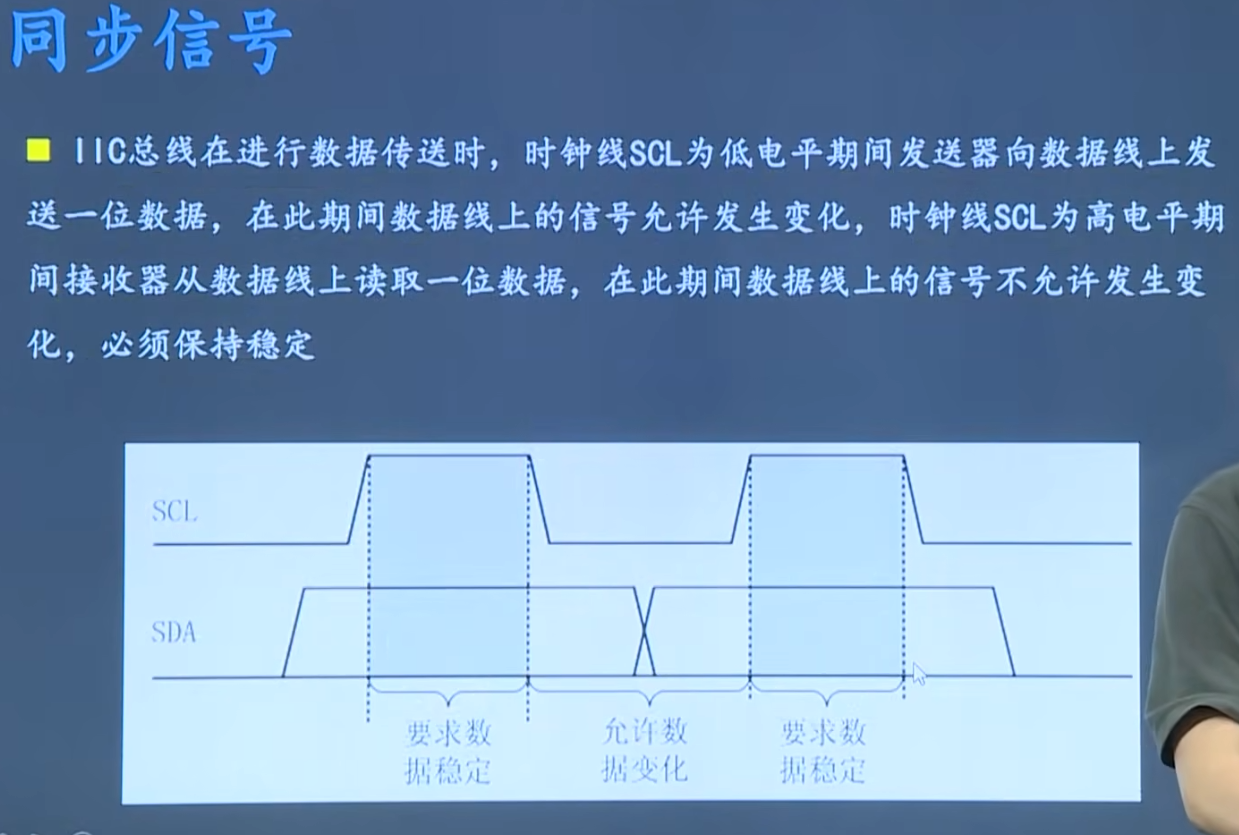 同步信号
IIC总线在进行数据传送时，时钟线SCL为低电平期间发送器向数据线上发
送一位数据，在此期间数据线上的信号允许发生变化，时钟线SCL为高电平期
间接收器从数据线上读取一位数据，在此期间数据线上的信号不允许发生变
化，必须保持稳定
SCL
SDA
要求数
据稳定
允许数
据变化
要求数
据稳定